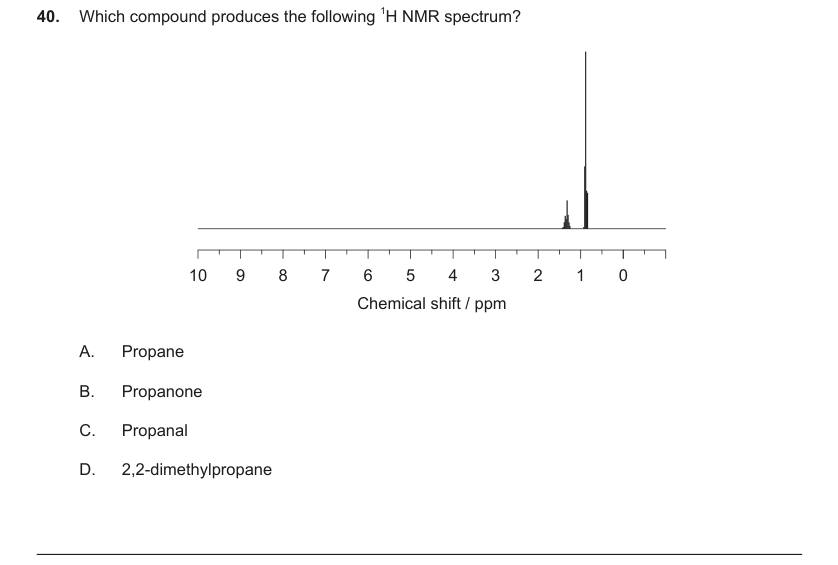 40. Which compound produces the following ¹H NMR spectrum?
10 9 8 7 6 5 4 3 2 1 0
Chemical shift / ppm
A. Propane
B. Propanone
C. Propanal
D. 2,2-dimethylpropane